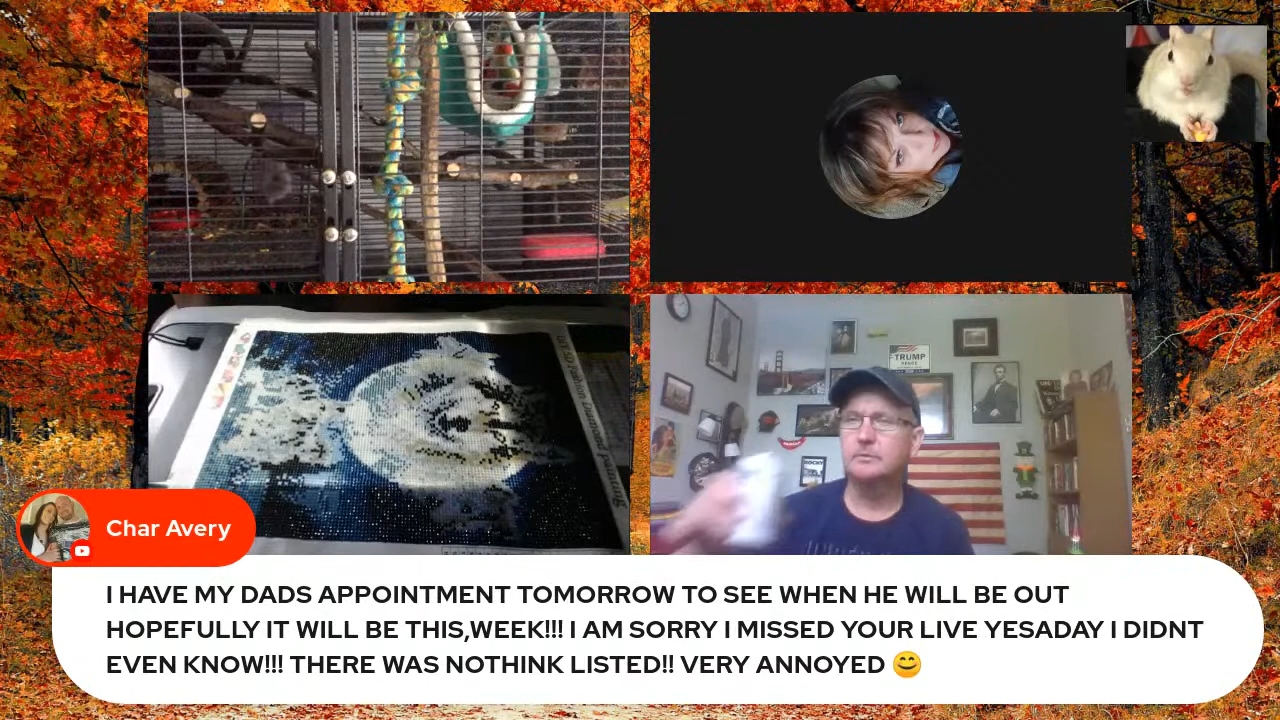 TRUMP
ROCKY
Char Avery
I HAVE MY DADS APPOINTMENT TOMORROW TO SEE WHEN HE WILL BE OUT
HOPEFULLY IT WILL BE THIS,WEEK!!! I AM SORRY I MISSED YOUR LIVE YESADAY I DIDNT
EVEN KNOW!!! THERE WAS NOTHINK LISTED!! VERY ANNOYED 😊